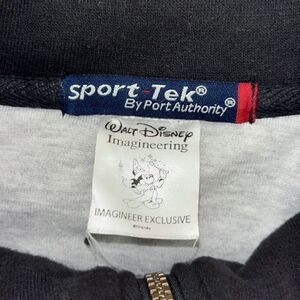 sport-Tek®
By Port Authority®
WALT DISNEY
Imagineering
IMAGINEER EXCLUSIVE
©Disney